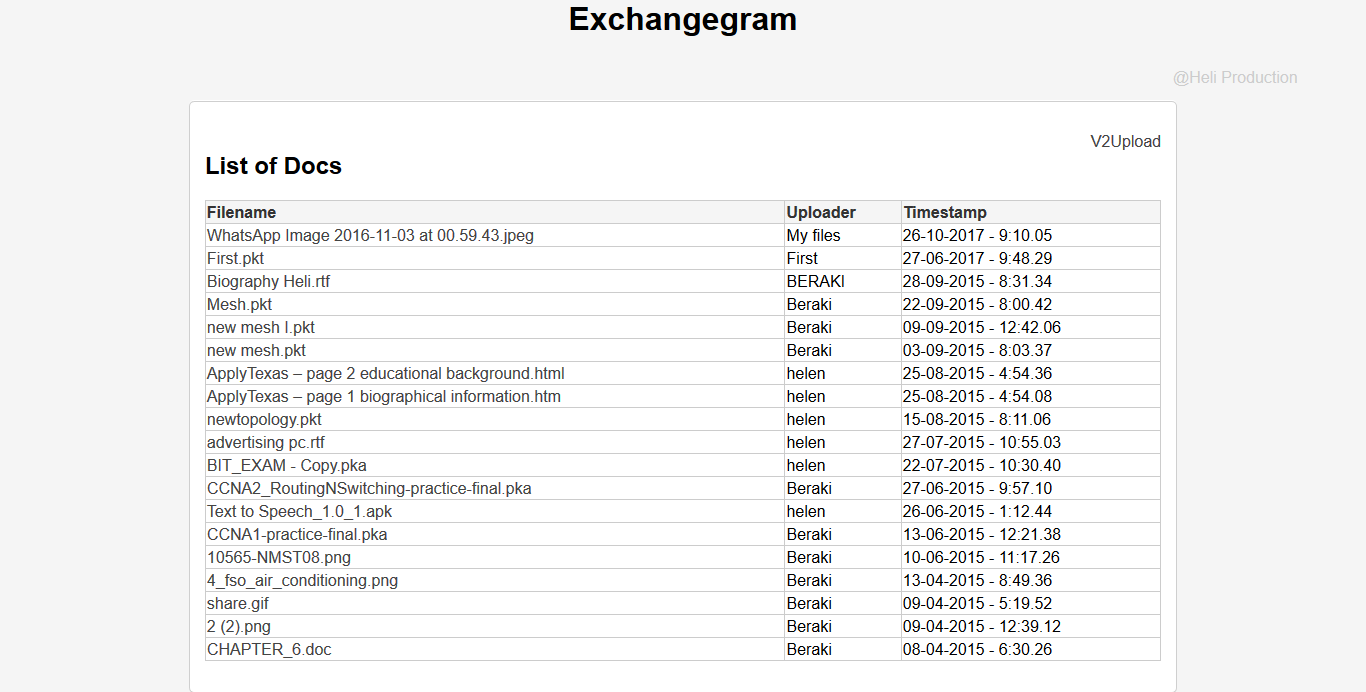 Exchangegram
@Heli Production
V2Upload
List of Docs
Filename Uploader Timestamp
WhatsApp Image 2016-11-03 at 00.59.43.jpeg My files 26-10-2017 - 9:10.05
First.pkt First 27-06-2017 - 9:48.29
Biography Heli.rtf BERAKI 28-09-2015 - 8:31.34
Mesh.pkt Beraki 22-09-2015 - 8:00.42
new mesh I.pkt Beraki 09-09-2015 - 12:42.06
new mesh.pkt Beraki 03-09-2015 - 8:03.37
ApplyTexas – page 2 educational background.html helen 25-08-2015 - 4:54.36
ApplyTexas – page 1 biographical information.htm helen 25-08-2015 - 4:54.08
newtopology.pkt helen 15-08-2015 - 8:11.06
advertising pc.rtf helen 27-07-2015 - 10:55.03
BIT_EXAM - Copy.pka helen 22-07-2015 - 10:30.40
CCNA2_RoutingNSwitching-practice-final.pka Beraki 27-06-2015 - 9:57.10
Text to Speech_1.0_1.apk helen 26-06-2015 - 1:12.44
CCNA1-practice-final.pka Beraki 13-06-2015 - 12:21.38
10565-NMST08.png Beraki 10-06-2015 - 11:17.26
4_fso_air_conditioning.png Beraki 13-04-2015 - 8:49.36
share.gif Beraki 09-04-2015 - 5:19.52
2 (2).png Beraki 09-04-2015 - 12:39.12
CHAPTER_6.doc Beraki 08-04-2015 - 6:30.26